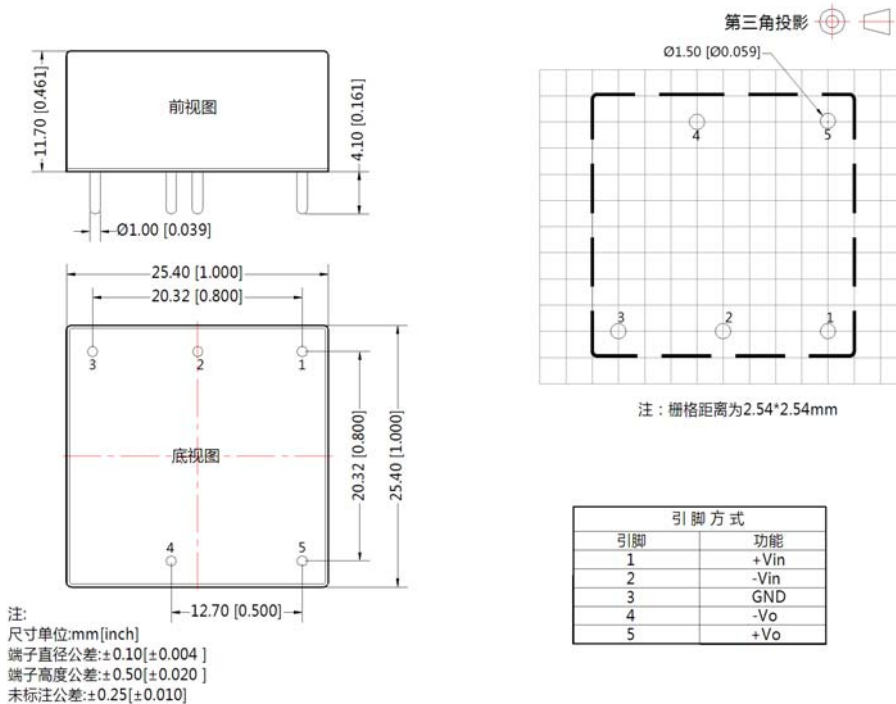 第三角投影
Ø1.50 [Ø0.059]
11.70 [0.461]
前视图
4.10 [0.161]
Ø1.00 [0.039]
4
5
3
2
1
注：栅格距离为2.54*2.54mm
25.40 [1.000]
20.32 [0.800]
3
2
1
底视图
20.32 [0.800]
25.40 [1.000]
4
5
12.70 [0.500]
注:
尺寸单位:mm[inch]
端子直径公差:±0.10[±0.004 ]
端子高度公差:±0.50[±0.020 ]
未标注公差:±0.25[±0.010]
引脚方式
引脚 功能
1 +Vin
2 -Vin
3 GND
4 -Vo
5 +Vo